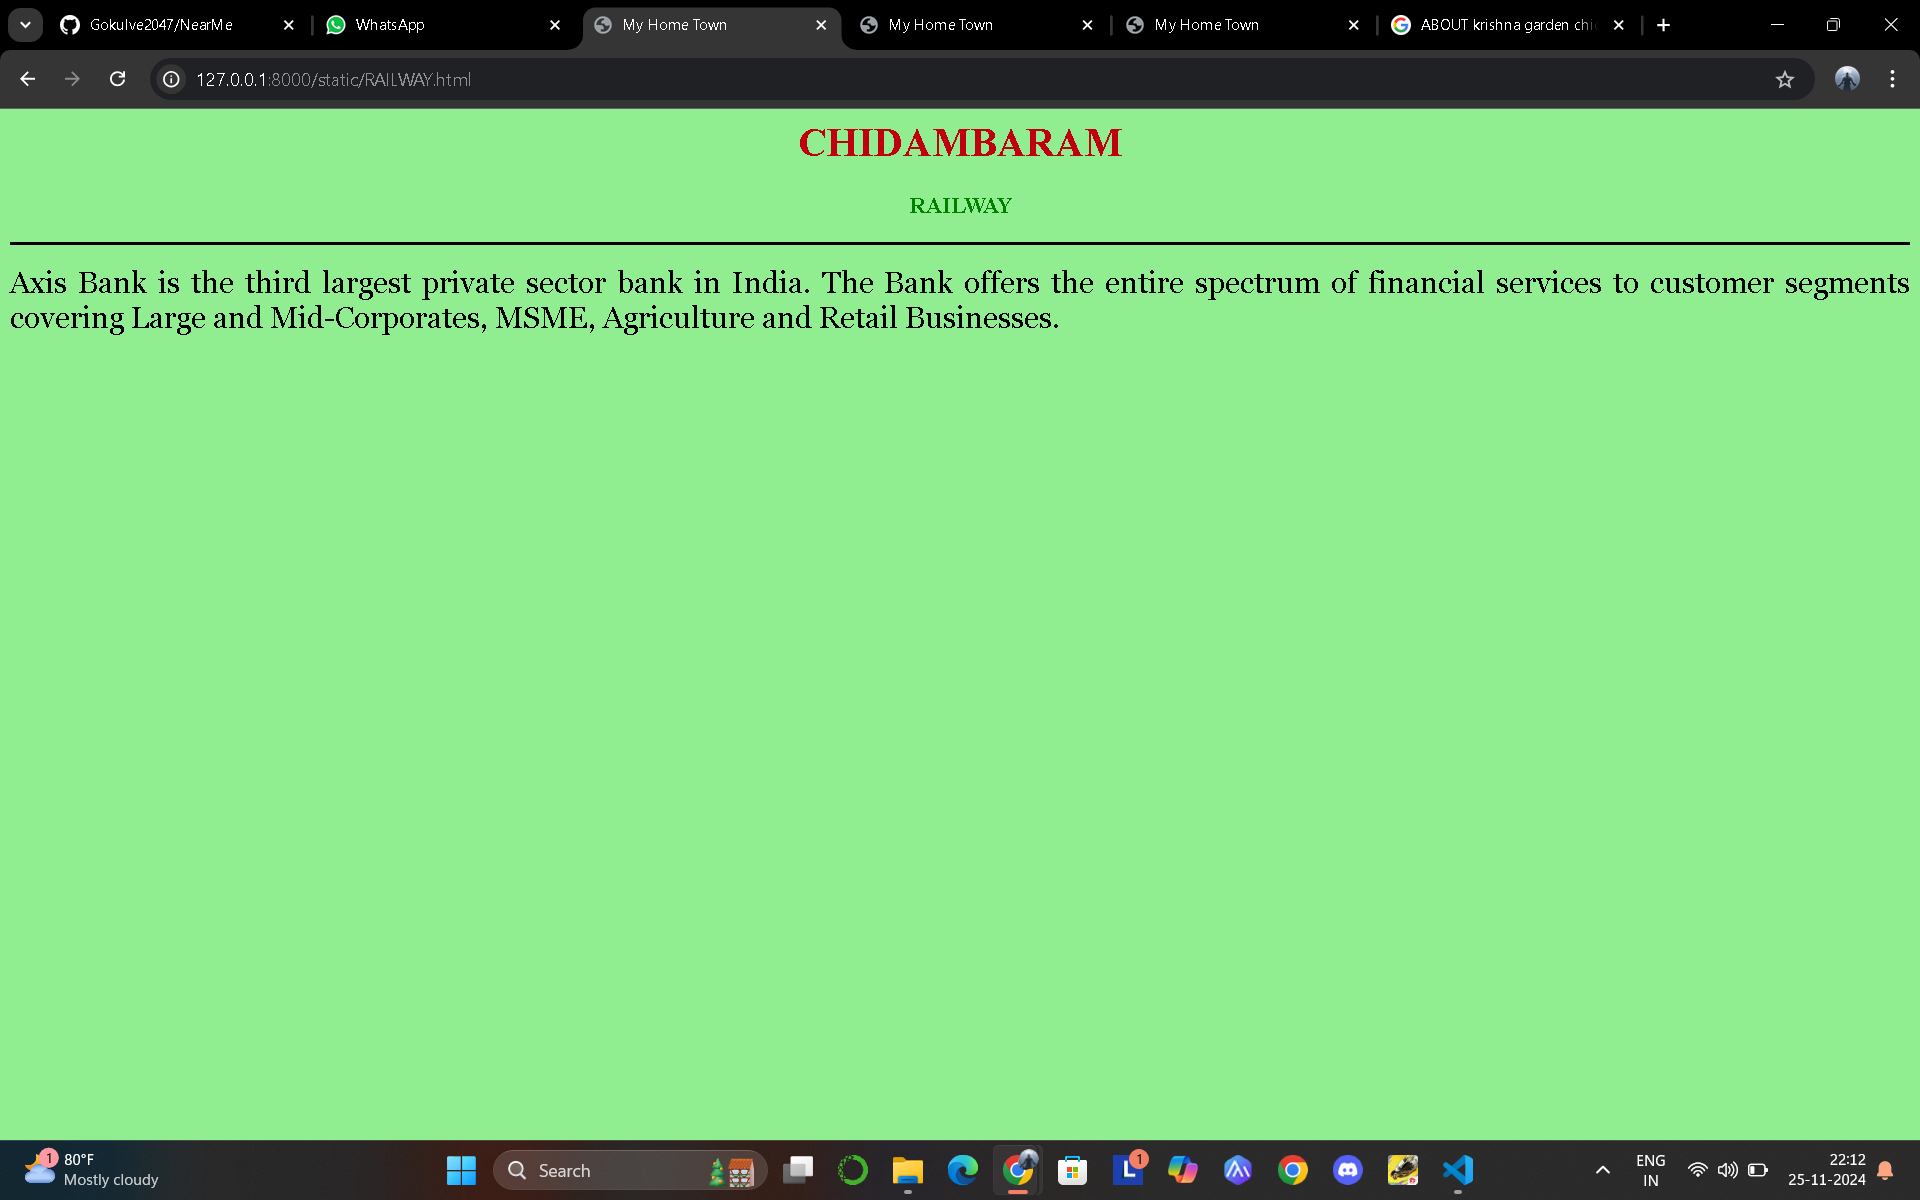 Gokulve2047/NearMe
WhatsApp
My Home Town
My Home Town
My Home Town
ABOUT krishna garden chi
127.0.0.1:8000/static/RAILWAY.html
CHIDAMBARAM
RAILWAY
Axis Bank is the third largest private sector bank in India. The Bank offers the entire spectrum of financial services to customer segments
covering Large and Mid-Corporates, MSME, Agriculture and Retail Businesses.
1
80°F
Mostly cloudy
Search
L
1
ENG
IN
22:12
25-11-2024